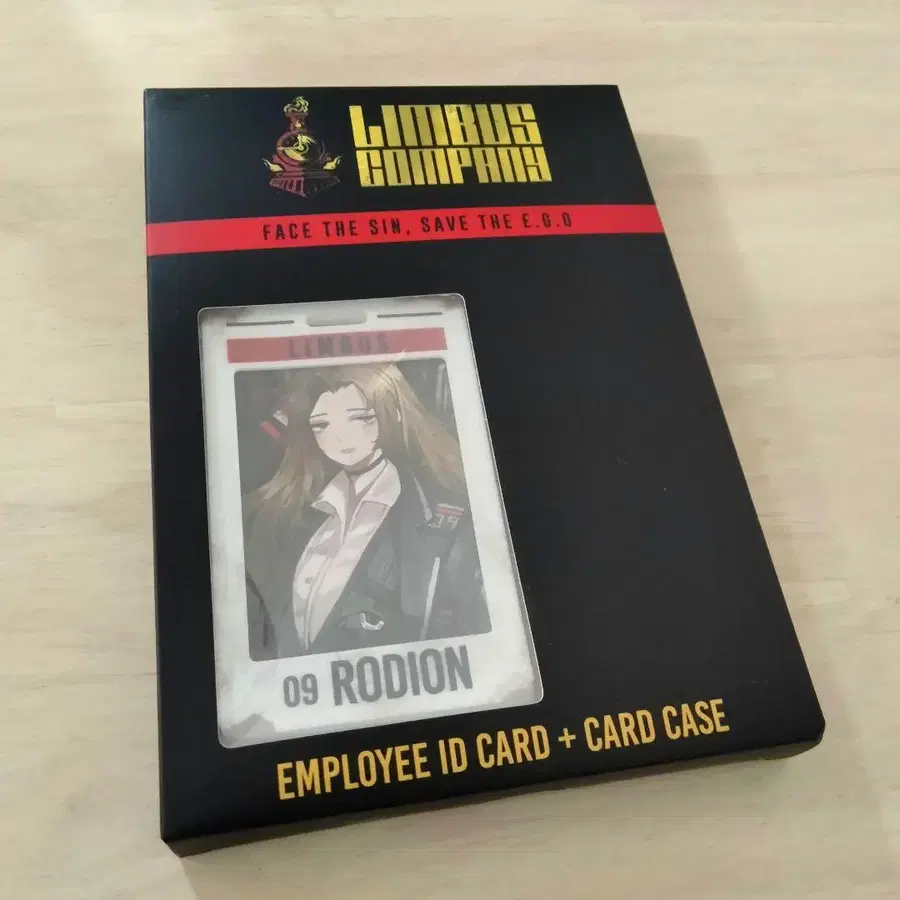 LIMBUS
COMPANY
FACE THE SIN, SAVE THE E.G.O
LIMBUS
09 RODION
EMPLOYEE ID CARD + CARD CASE